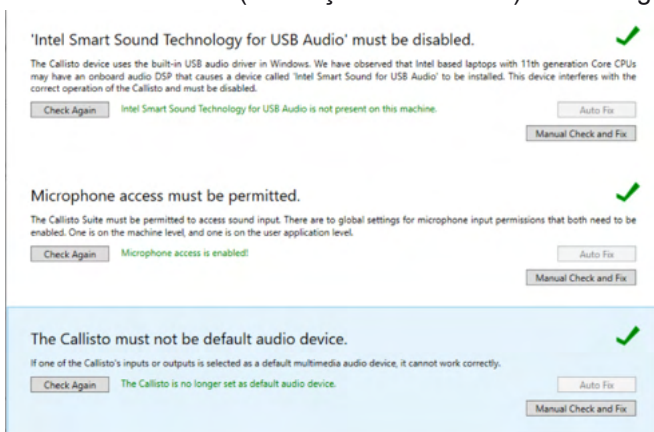 'Intel Smart Sound Technology for USB Audio' must be disabled.
The Callisto device uses the built-in USB audio driver in Windows. We have observed that Intel based laptops with 11th generation Core CPUs
may have an onboard audio DSP that causes a device called 'Intel Smart Sound for USB Audio' to be installed. This device interferes with the
correct operation of the Callisto and must be disabled.
Check Again Intel Smart Sound Technology for USB Audio is not present on this machine. Auto Fix
Manual Check and Fix
Microphone access must be permitted.
The Callisto Suite must be permitted to access sound input. There are to global settings for microphone input permissions that both need to be
enabled. One is on the machine level, and one is on the user application level.
Check Again Microphone access is enabled! Auto Fix
Manual Check and Fix
The Callisto must not be default audio device.
If one of the Callisto's inputs or outputs is selected as a default multimedia audio device, it cannot work correctly.
Check Again The Callisto is no longer set as default audio device. Auto Fix
Manual Check and Fix